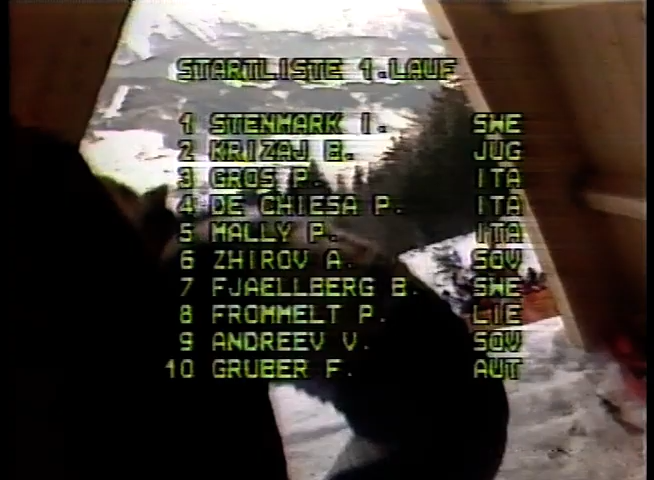 STARTLISTE 1.LAUF
1 STENMARK I. SWE
2 KRIZAJ B. JUG
3 GROS P. ITA
4 DE CHIESA P. ITA
5 MALLY P. ITA
6 ZHIROV A. SOV
7 FJAELLBERG B. SWE
8 FROMMELT P. LIE
9 ANDREEV V. SOV
10 GRUBER F. AUT